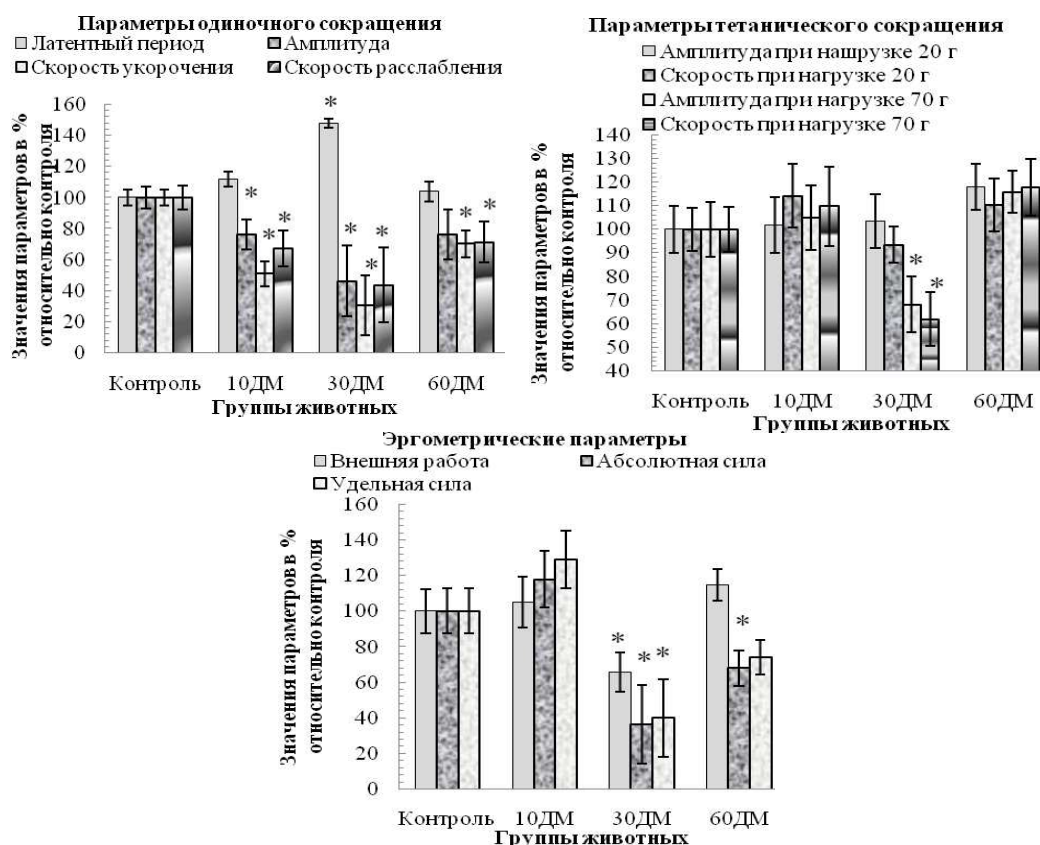 Параметры одиночного сокращения
Латентный период Амплитуда
Скорость укорочения Скорость расслабления
Значения параметров в %
относительно контроля
160
140
120
100
80
60
40
20
0
* * * * * * * * * *
Контроль 10ДМ 30ДМ 60ДМ
Группы животных
Параметры тетанического сокращения
Амплитуда при нашрузке 20 г
Скорость при нагрузке 20 г
Амплитуда при нагрузке 70 г
Скорость при нагрузке 70 г
Значения параметров в %
относительно контроля
140
130
120
110
100
90
80
70
60
50
40
* *
Контроль 10ДМ 30ДМ 60ДМ
Группы животных
Эргометрические параметры
Внешняя работа Абсолютная сила
Удельная сила
Значения параметров в %
относительно контроля
160
140
120
100
80
60
40
20
0
* * * *
Контроль 10ДМ 30ДМ 60ДМ
Группы животных